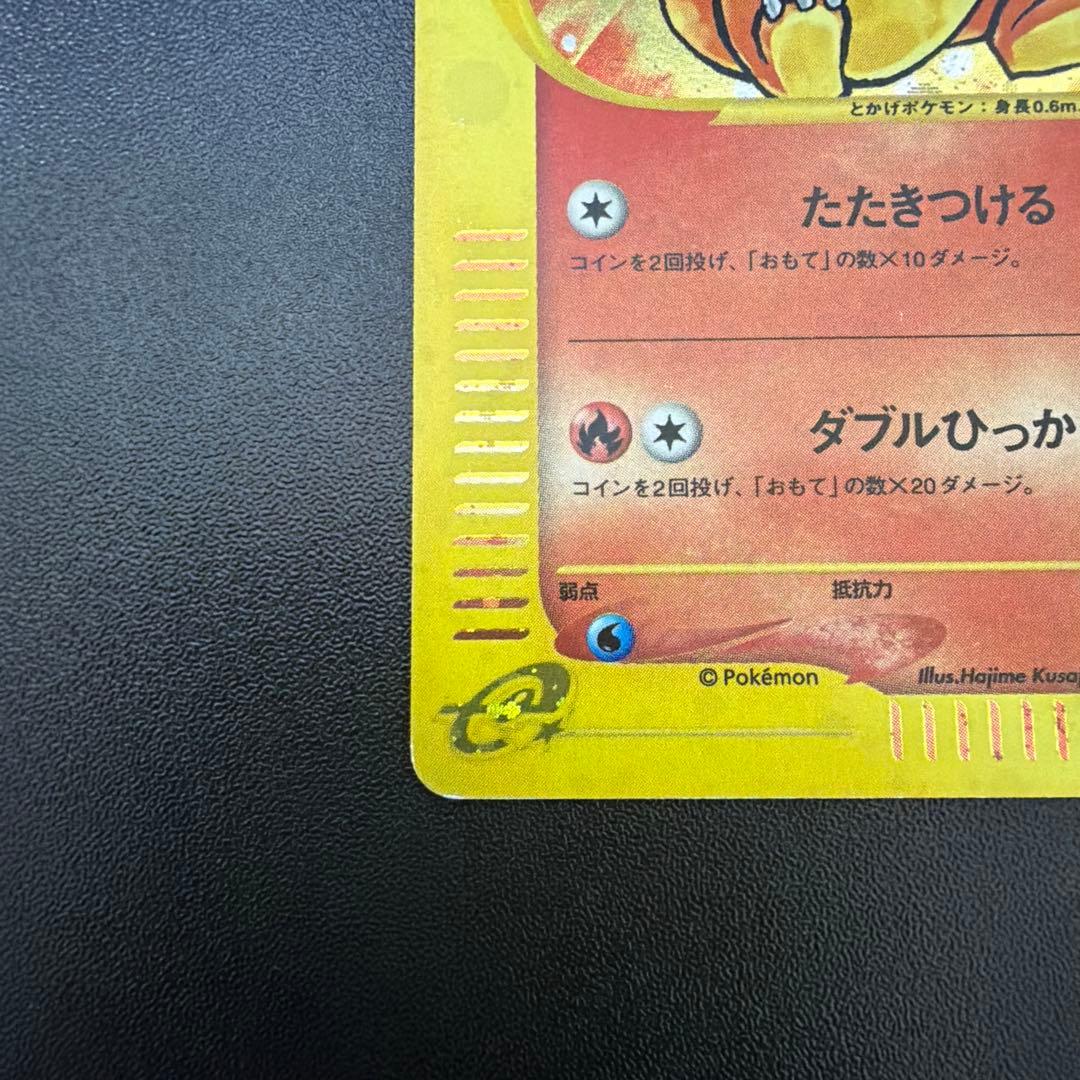 とかげポケモン：身長0.6m
たたきつける
コインを2回投げ、「おもて」の数×10ダメージ。
ダブルひっか
コインを2回投げ、「おもて」の数×20ダメージ。
弱点 抵抗力
© Pokémon Illus.Hajime Kusaj
e